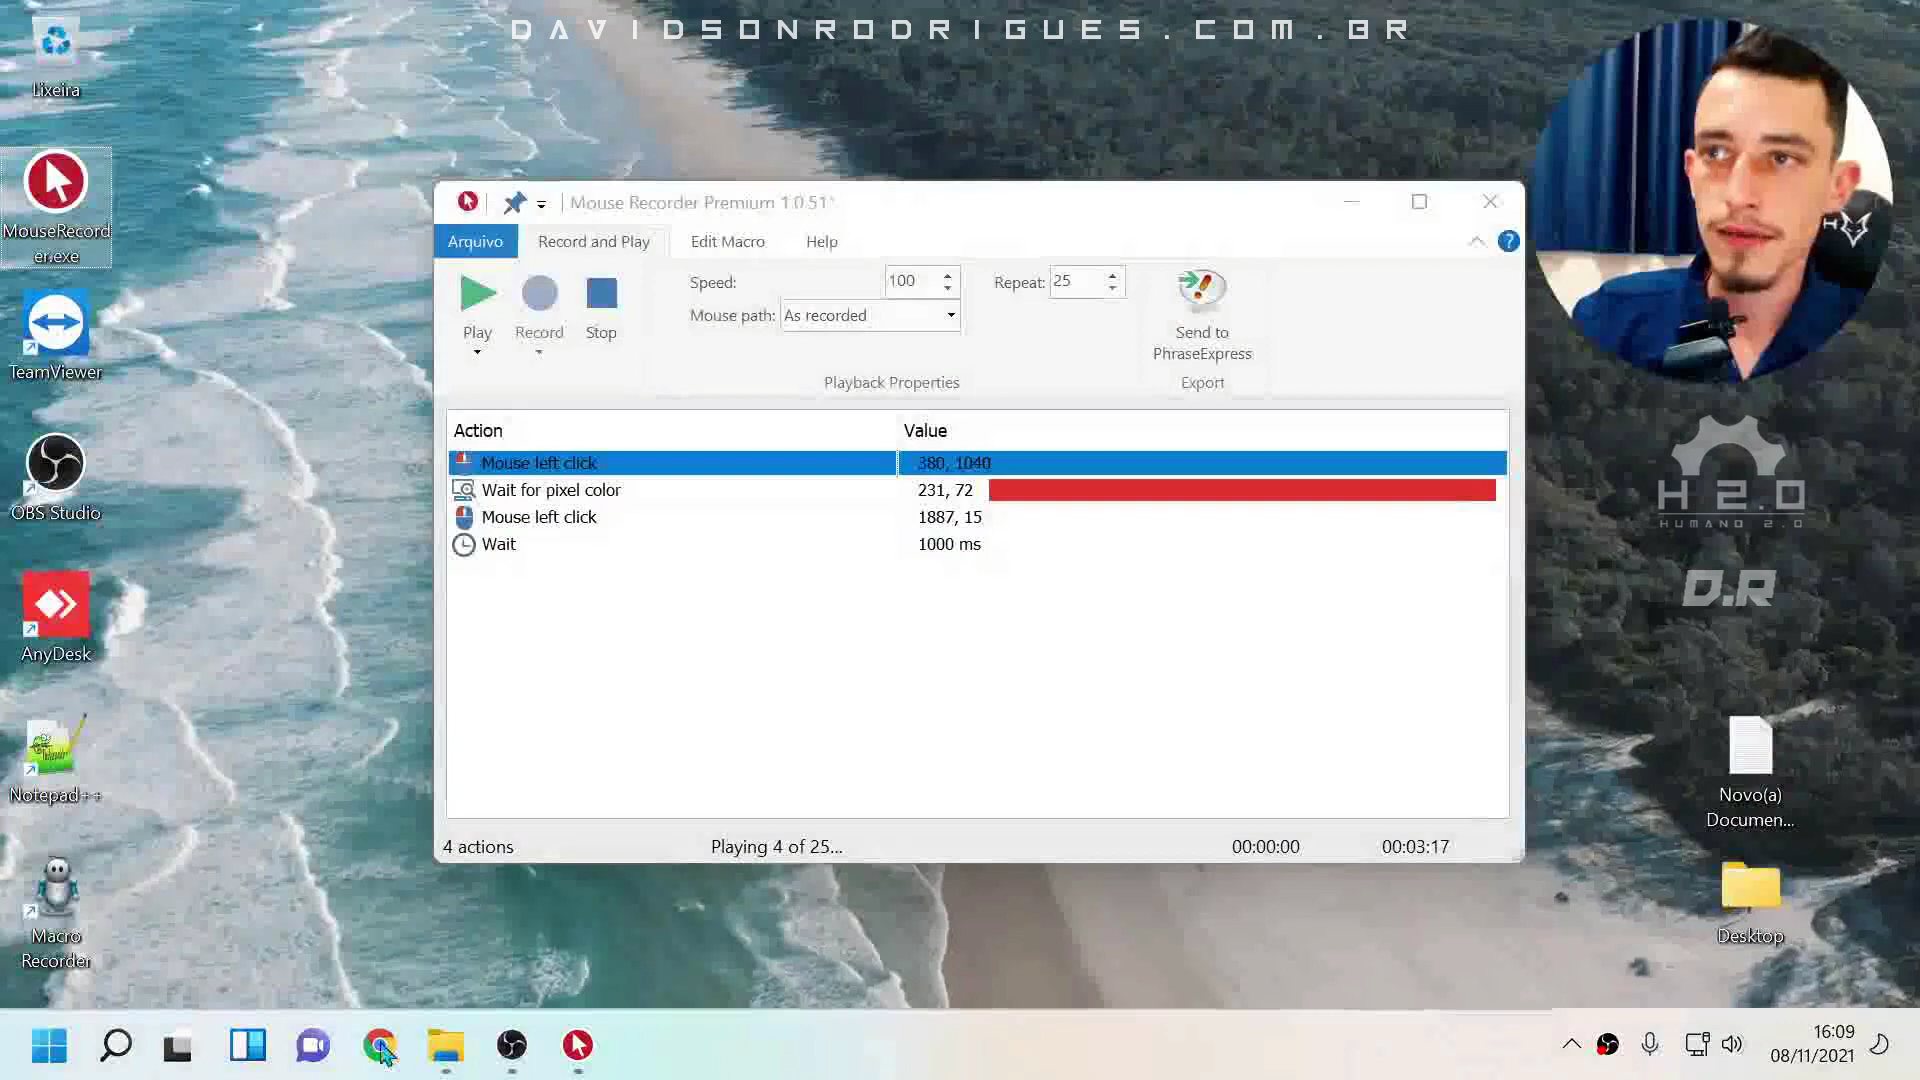 DAVIDSONRODRIGUES.COM.BR
Lixeira
MouseRecord
er.exe
TeamViewer
OBS Studio
AnyDesk
Notepad++
Macro
Recorder
Mouse Recorder Premium 1.0.51*
Arquivo
Record and Play
Edit Macro
Help
?
Play
Record
Stop
Speed:
100
Mouse path:
As recorded
Repeat:
25
Send to
PhraseExpress
Playback Properties
Export
Action
Value
Mouse left click
380, 1040
Wait for pixel color
231, 72
Mouse left click
1887, 15
Wait
1000 ms
4 actions
Playing 4 of 25...
00:00:00
00:03:17
H 2.0
HUMANO 2.0
D.R
Novo(a)
Documen...
Desktop
16:09
08/11/2021